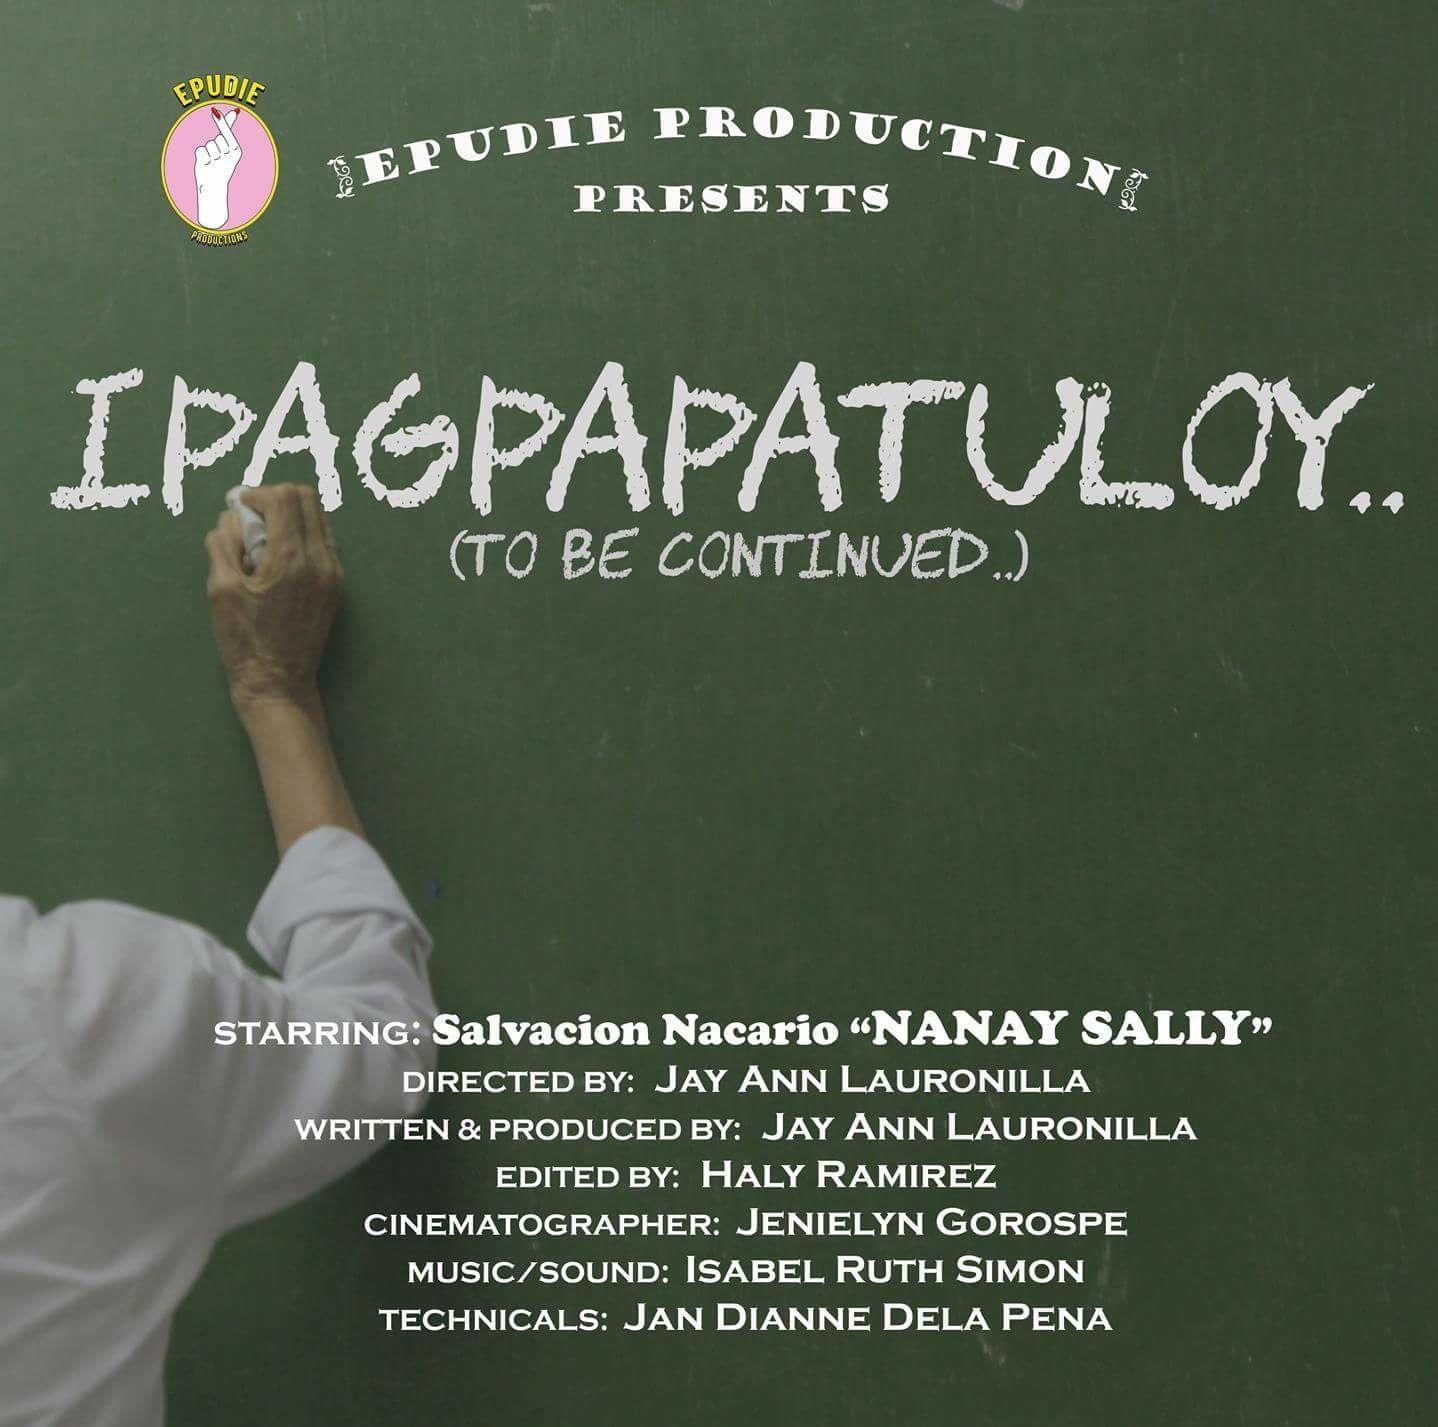 EPUDIE
PRODUCTIONS
EPUDIE PRODUCTION
PRESENTS
IPAGPAPATULOY..
(TO BE CONTINUED..)
STARRING: Salvacion Nacario “NANAY SALLY”
DIRECTED BY: JAY ANN LAURONILLA
WRITTEN & PRODUCED BY: JAY ANN LAURONILLA
EDITED BY: HALY RAMIREZ
CINEMATOGRAPHER: JENIELYN GOROSPE
MUSIC/SOUND: ISABEL RUTH SIMON
TECHNICALS: JAN DIANNE DELA PENA